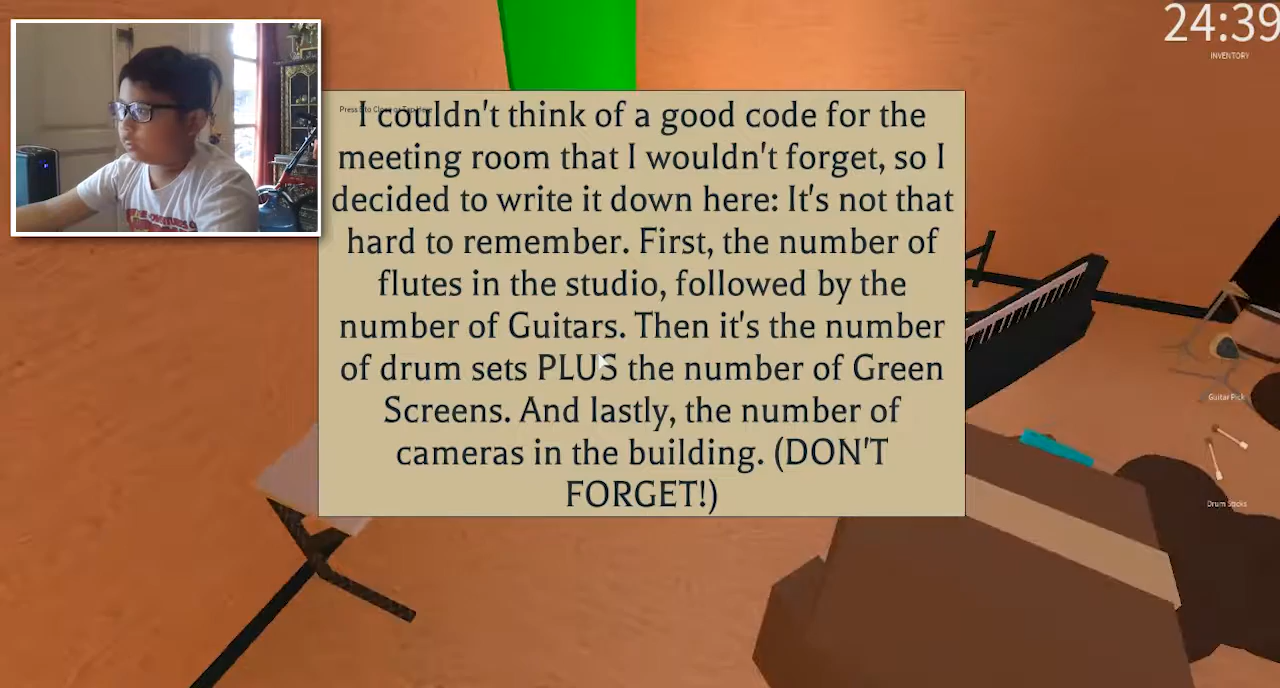 24:39
INVENTORY
I couldn't think of a good code for the
meeting room that I wouldn't forget, so I
decided to write it down here: It's not that
hard to remember. First, the number of
flutes in the studio, followed by the
number of Guitars. Then it's the number
of drum sets PLUS the number of Green
Screens. And lastly, the number of
cameras in the building. (DON'T
FORGET!)
Guitar Pick
Drum Sticks